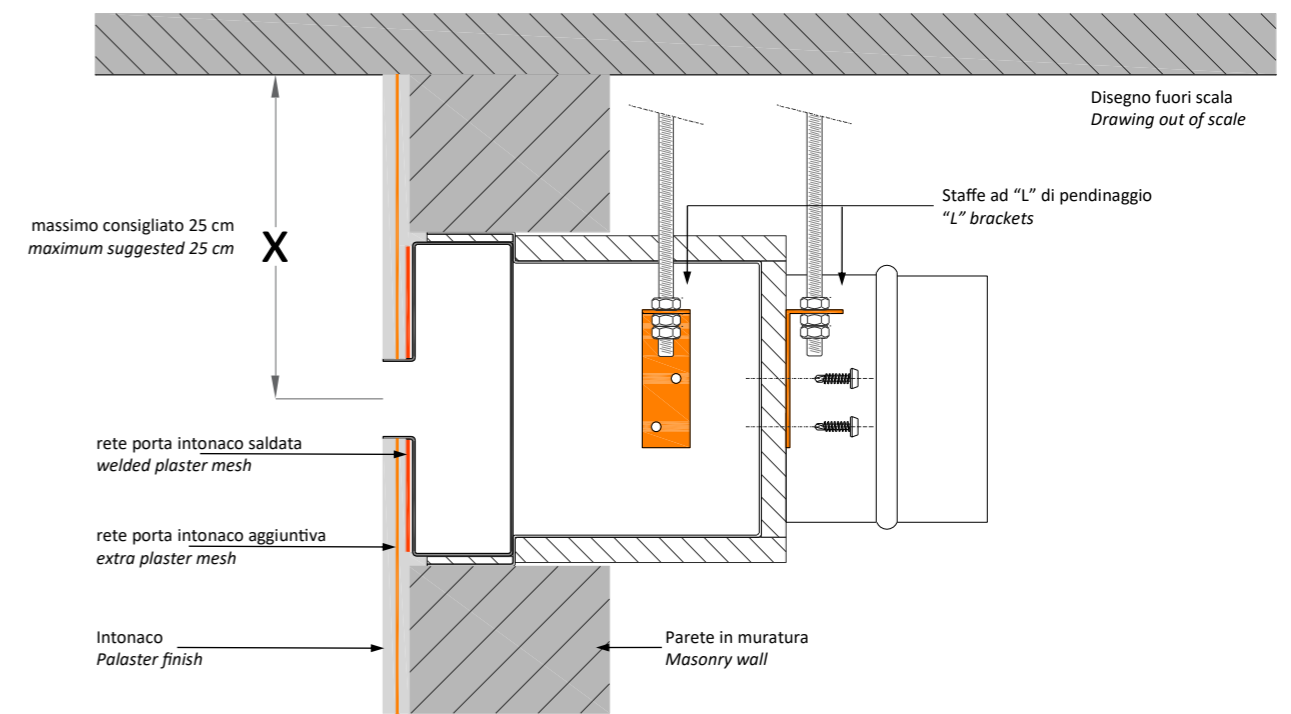 Disegno fuori scala
Drawing out of scale
Staffe ad “L” di pendinaggio
“L” brackets
massimo consigliato 25 cm
maximum suggested 25 cm
X
rete porta intonaco saldata
welded plaster mesh
rete porta intonaco aggiuntiva
extra plaster mesh
Intonaco
Palaster finish
Parete in muratura
Masonry wall